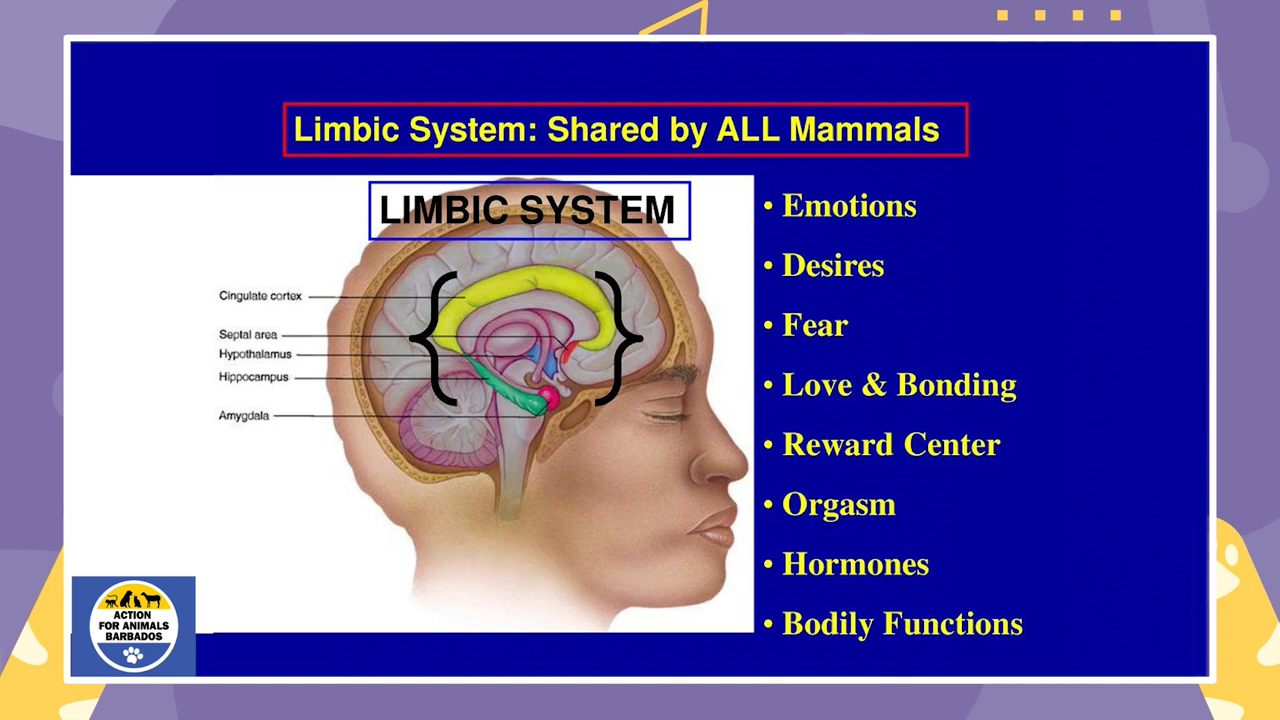 Limbic System: Shared by ALL Mammals
LIMBIC SYSTEM
Cingulate cortex
Septal area
Hypothalamus
Hippocampus
Amygdala
• Emotions
• Desires
• Fear
• Love & Bonding
• Reward Center
• Orgasm
• Hormones
• Bodily Functions
ACTION
FOR ANIMALS
BARBADOS